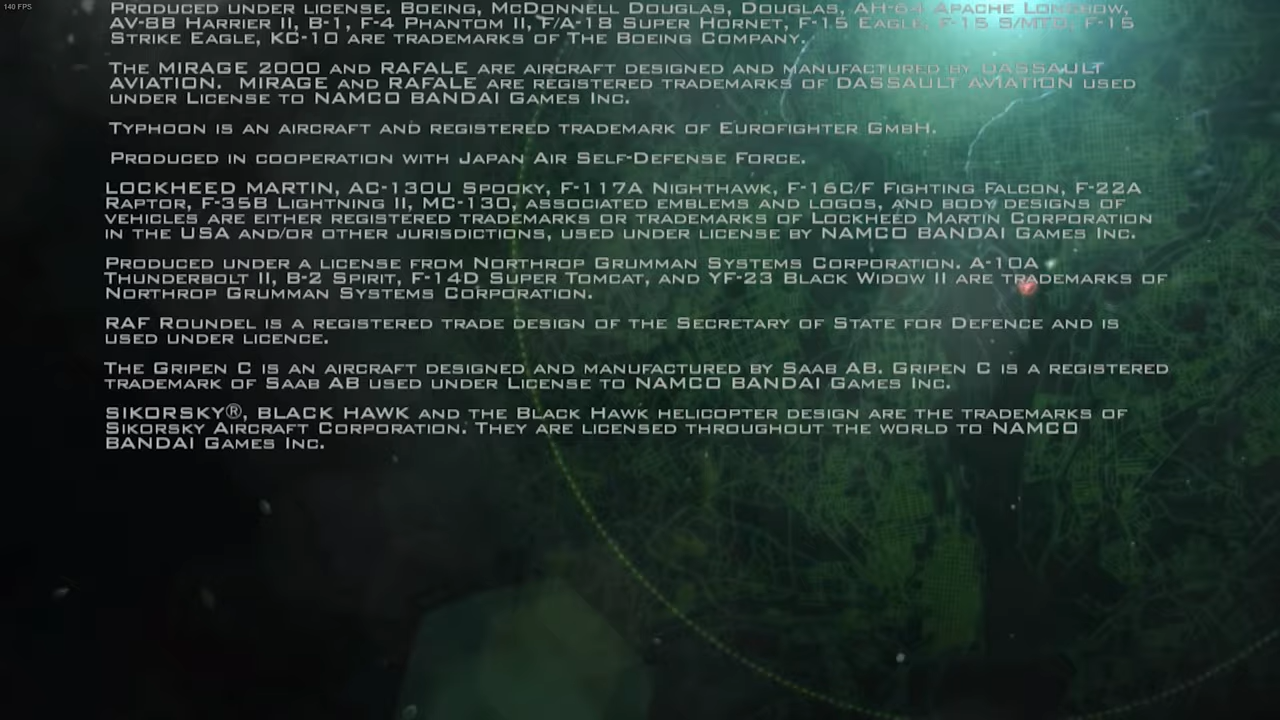 140 FPS
Produced under license. Boeing, McDonnell Douglas, Douglas, AH-64 Apache Longbow,
AV-8B Harrier II, B-1, F-4 Phantom II, F/A-18 Super Hornet, F-15 Eagle, F-15 S/MTD, F-15
Strike Eagle, KC-10 are trademarks of The Boeing Company.
The MIRAGE 2000 and RAFALE are aircraft designed and manufactured by DASSAULT
AVIATION. MIRAGE and RAFALE are registered trademarks of DASSAULT AVIATION used
under License to NAMCO BANDAI Games Inc.
Typhoon is an aircraft and registered trademark of Eurofighter GmbH.
Produced in cooperation with Japan Air Self-Defense Force.
LOCKHEED MARTIN, AC-130U Spooky, F-117A Nighthawk, F-16C/F Fighting Falcon, F-22A
Raptor, F-35B Lightning II, MC-130, associated emblems and logos, and body designs of
vehicles are either registered trademarks or trademarks of Lockheed Martin Corporation
in the USA and/or other jurisdictions, used under license by NAMCO BANDAI Games Inc.
Produced under a license from Northrop Grumman Systems Corporation. A-10A
Thunderbolt II, B-2 Spirit, F-14D Super Tomcat, and YF-23 Black Widow II are trademarks of
Northrop Grumman Systems Corporation.
RAF Roundel is a registered trade design of the Secretary of State for Defence and is
used under licence.
The Gripen C is an aircraft designed and manufactured by Saab AB. Gripen C is a registered
trademark of Saab AB used under License to NAMCO BANDAI Games Inc.
SIKORSKY®, BLACK HAWK and the Black Hawk helicopter design are the trademarks of
Sikorsky Aircraft Corporation. They are licensed throughout the world to NAMCO
BANDAI Games Inc.